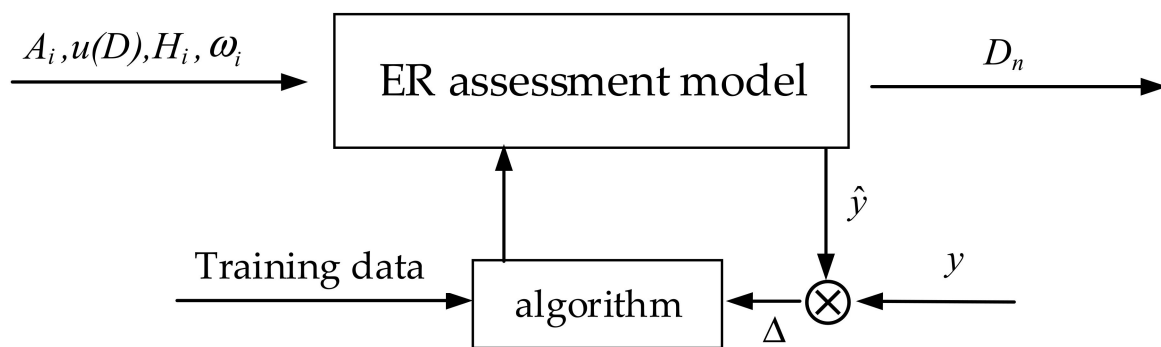 A_i ,u(D),H_i , ω_i
ER assessment model
D_n
ŷ
Training data
algorithm
Δ
y